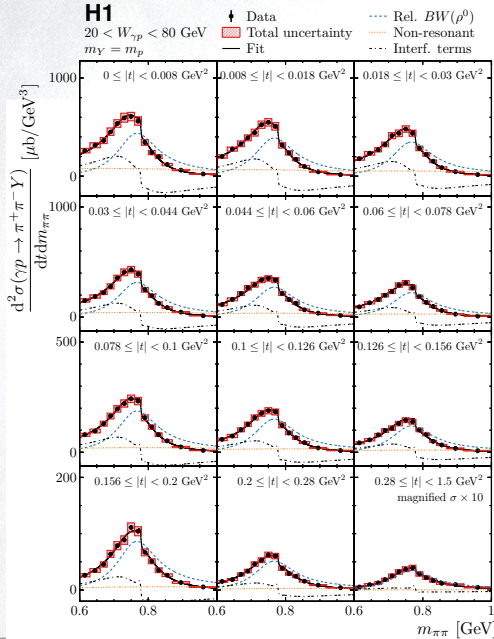 H1
20 < W_γp < 80 GeV
m_Y = m_p
Data
Total uncertainty
Fit
Rel. BW(ρ⁰)
Non-resonant
Interf. terms
d²σ(γp → π⁺π⁻Y) / dtdm_ππ [μb/GeV³]
1000
0
0 ≤ |t| < 0.008 GeV²
0.008 ≤ |t| < 0.018 GeV²
0.018 ≤ |t| < 0.03 GeV²
1000
0
0.03 ≤ |t| < 0.044 GeV²
0.044 ≤ |t| < 0.06 GeV²
0.06 ≤ |t| < 0.078 GeV²
500
0
0.078 ≤ |t| < 0.1 GeV²
0.1 ≤ |t| < 0.126 GeV²
0.126 ≤ |t| < 0.156 GeV²
200
0
0.156 ≤ |t| < 0.2 GeV²
0.2 ≤ |t| < 0.28 GeV²
0.28 ≤ |t| < 1.5 GeV²
magnified σ × 10
0.6 0.8 0.6 0.8 0.6 0.8 1
m_ππ [GeV